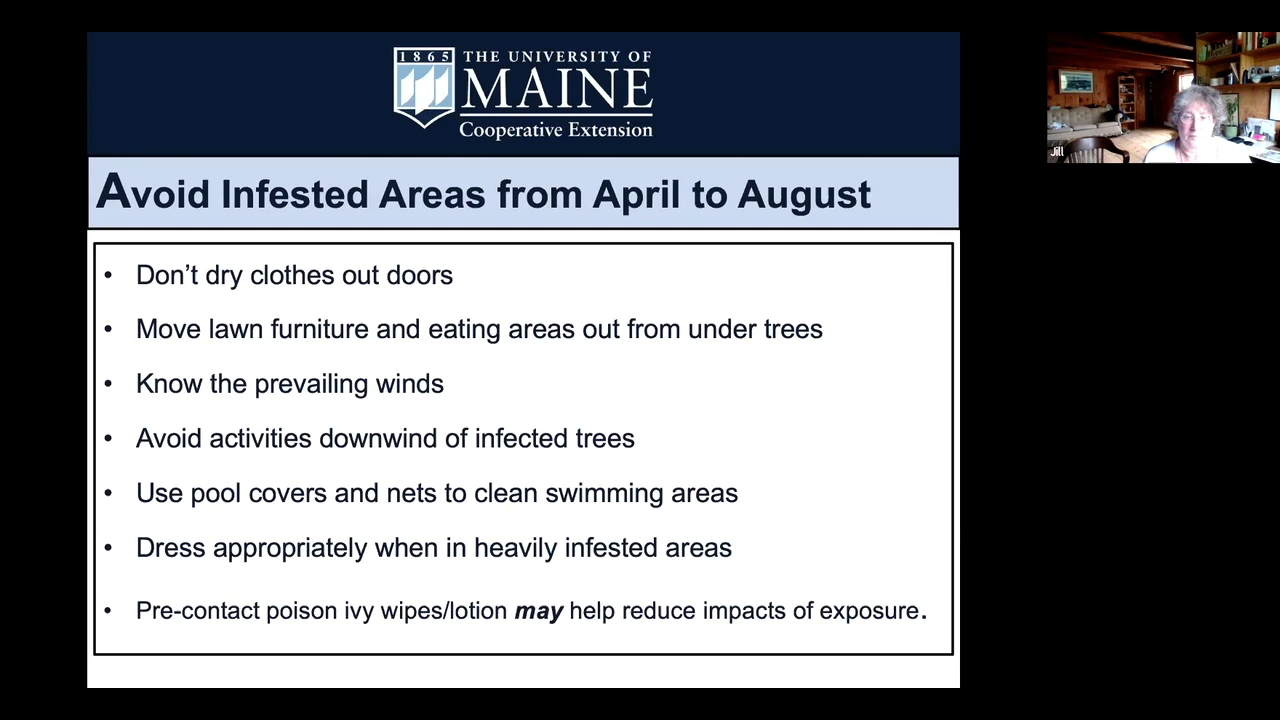 1865
THE UNIVERSITY OF
MAINE
Cooperative Extension
Avoid Infested Areas from April to August
• Don’t dry clothes out doors
• Move lawn furniture and eating areas out from under trees
• Know the prevailing winds
• Avoid activities downwind of infected trees
• Use pool covers and nets to clean swimming areas
• Dress appropriately when in heavily infested areas
• Pre-contact poison ivy wipes/lotion may help reduce impacts of exposure.
Jill